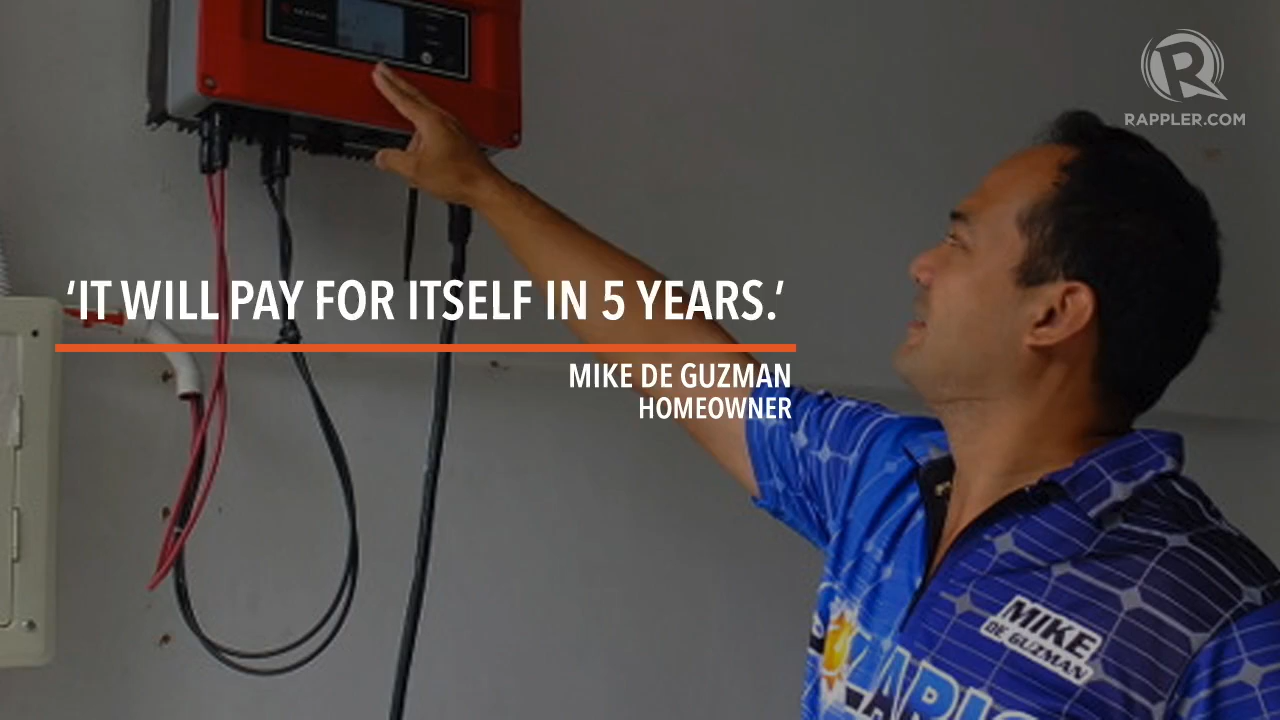 RAPPLER.COM
‘IT WILL PAY FOR ITSELF IN 5 YEARS.’
MIKE DE GUZMAN
HOMEOWNER
MIKE
DE GUZMAN